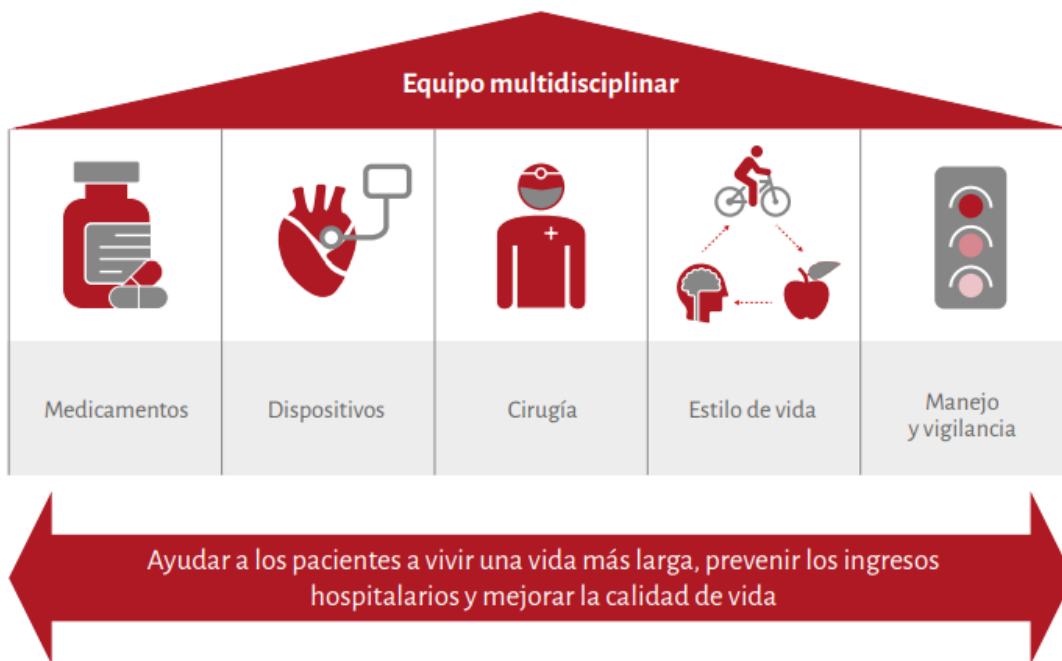 Equipo multidisciplinar
Medicamentos
Dispositivos
Cirugía
Estilo de vida
Manejo
y vigilancia
Ayudar a los pacientes a vivir una vida más larga, prevenir los ingresos
hospitalarios y mejorar la calidad de vida